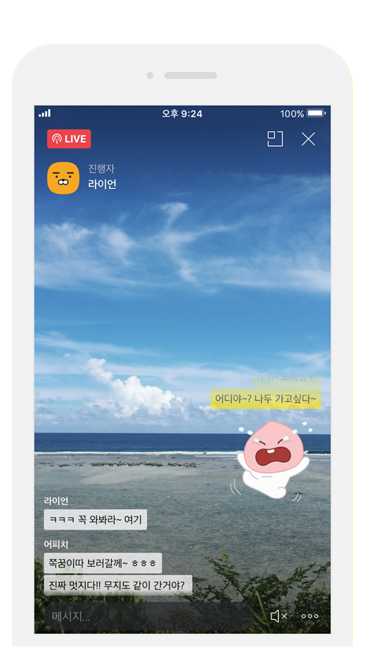 오후 9:24
100%
LIVE
진행자
라이언
어디야~? 나두 가고싶다~
라이언
ㅋㅋㅋ 꼭 와봐라~ 여기
어피치
쪽꿈이따 보러갈께~ ㅎㅎㅎ
진짜 멋지다!! 무지도 같이 간거야?
메시지...